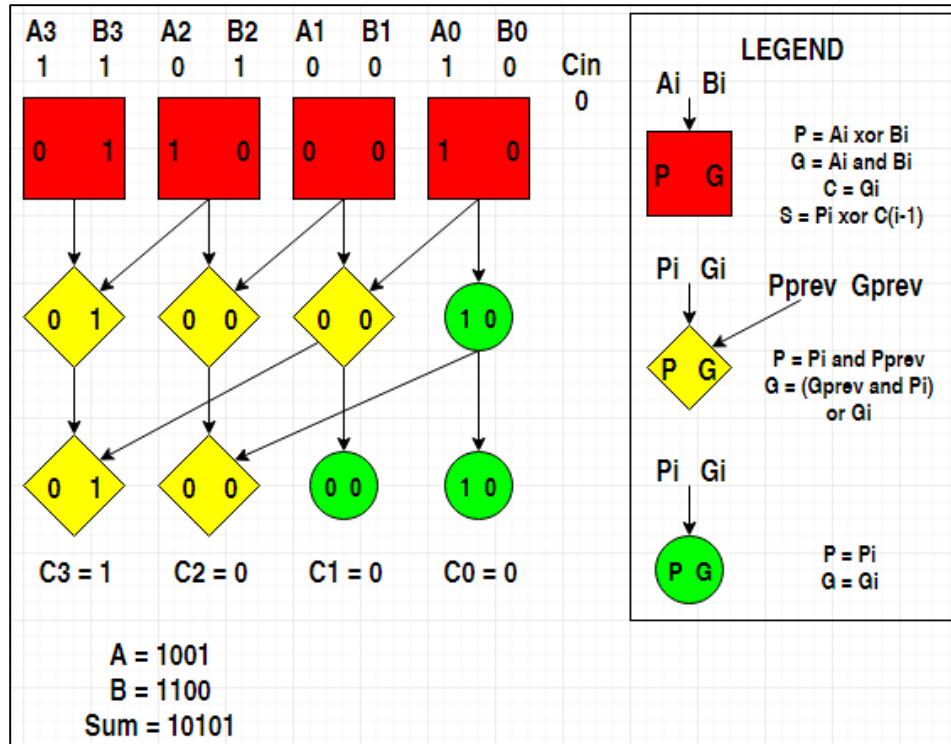 A3 B3 A2 B2 A1 B1 A0 B0
1 1 0 1 0 0 1 0
Cin
0
0 1 1 0 0 0 1 0
0 1 0 0 0 0 1 0
0 1 0 0 0 0 1 0
C3 = 1 C2 = 0 C1 = 0 C0 = 0
A = 1001
B = 1100
Sum = 10101
LEGEND
Ai Bi
P G
P = Ai xor Bi
G = Ai and Bi
C = Gi
S = Pi xor C(i-1)
Pi Gi
Pprev Gprev
P G
P = Pi and Pprev
G = (Gprev and Pi)
or Gi
Pi Gi
P G
P = Pi
G = Gi